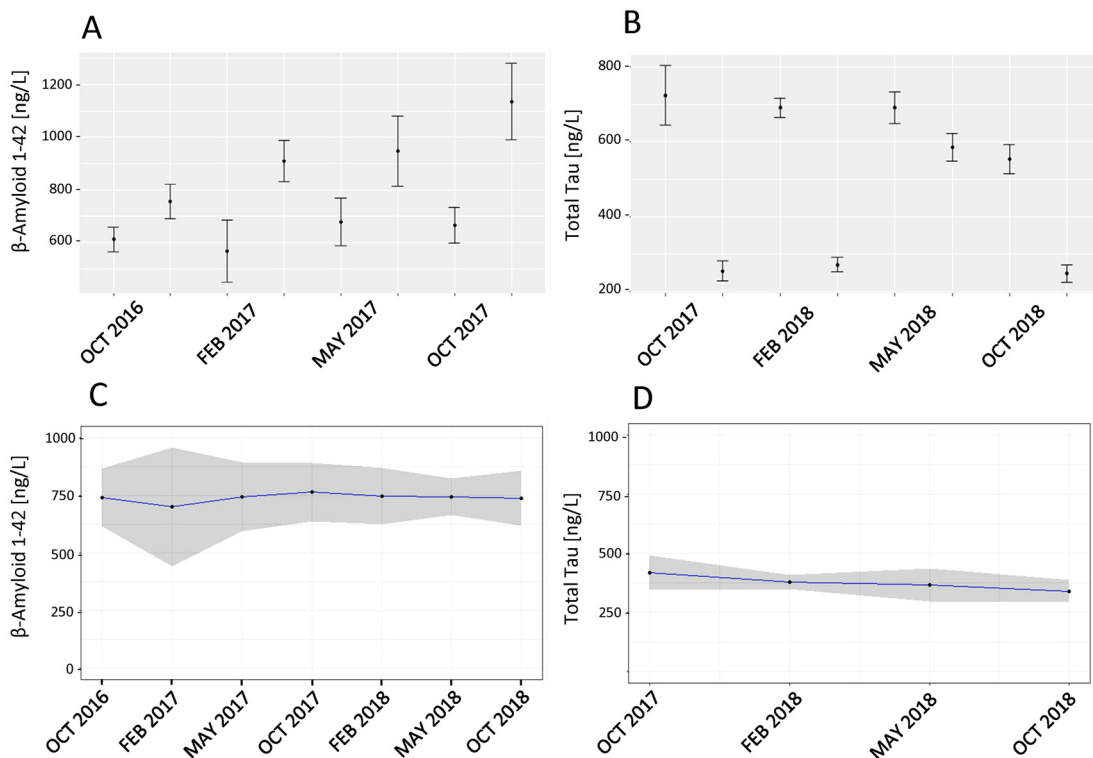 A
β-Amyloid 1-42 [ng/L]
1200
1000
800
600
OCT 2016
FEB 2017
MAY 2017
OCT 2017
B
Total Tau [ng/L]
800
600
400
200
OCT 2017
FEB 2018
MAY 2018
OCT 2018
C
β-Amyloid 1-42 [ng/L]
1000
750
500
250
0
OCT 2016
FEB 2017
MAY 2017
OCT 2017
FEB 2018
MAY 2018
OCT 2018
D
Total Tau [ng/L]
1000
750
500
250
OCT 2017
FEB 2018
MAY 2018
OCT 2018